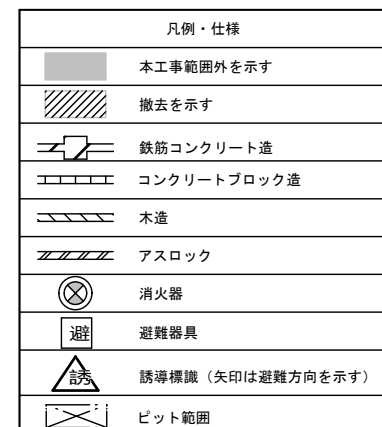 凡例・仕様
本工事範囲外を示す
撤去を示す
鉄筋コンクリート造
コンクリートブロック造
木造
アスロック
消火器
避 避難器具
誘 誘導標識（矢印は避難方向を示す）
ピット範囲